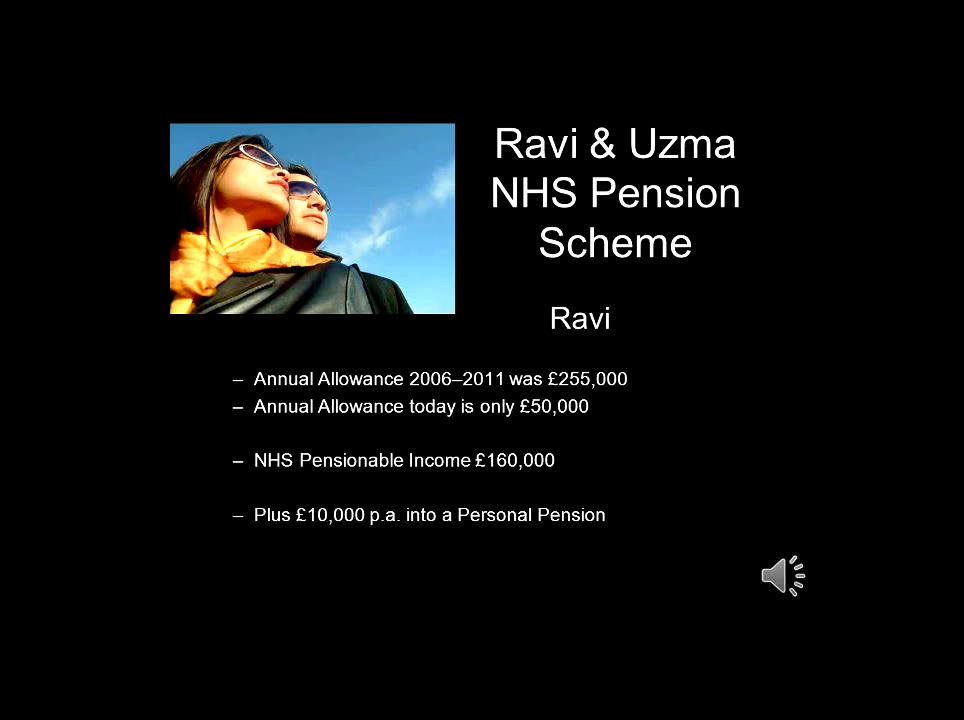 Ravi & Uzma
NHS Pension
Scheme
Ravi
– Annual Allowance 2006–2011 was £255,000
– Annual Allowance today is only £50,000
– NHS Pensionable Income £160,000
– Plus £10,000 p.a. into a Personal Pension